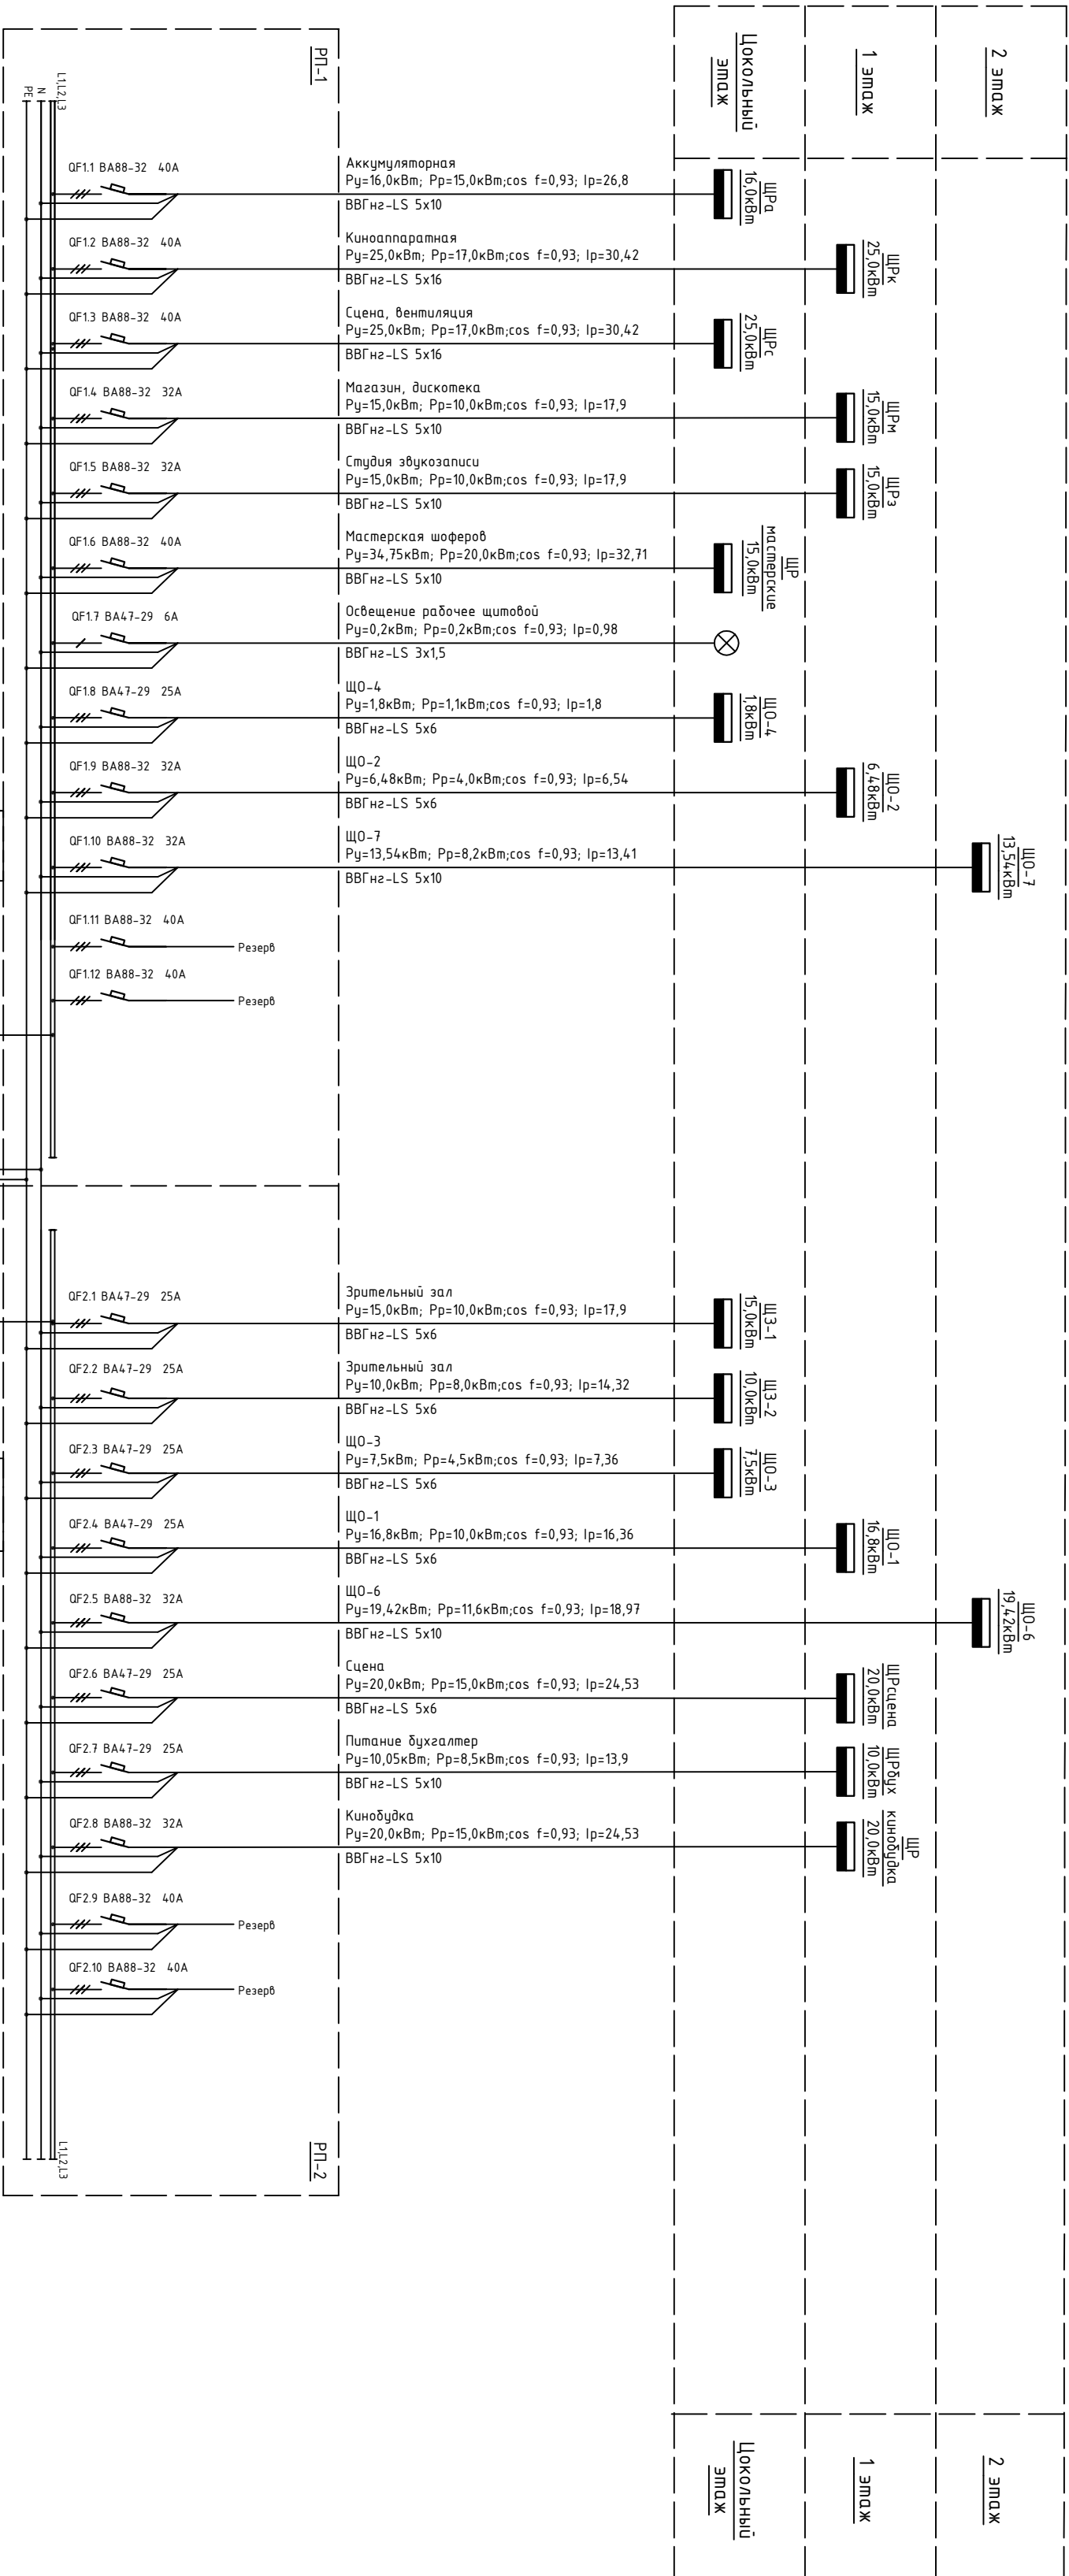 2 этаж
1 этаж
Цокольный
этаж
РП-1
L1,L2,L3
N
PE
QF1.1 ВА88-32 40А
Аккумуляторная
Ру=16,0кВт; Рр=15,0кВт;cos f=0,93; Iр=26,8
ВВГнг-LS 5х10
ЩРа
16,0кВт
QF1.2 ВА88-32 40А
Киноаппаратная
Ру=25,0кВт; Рр=17,0кВт;cos f=0,93; Iр=30,42
ВВГнг-LS 5х16
ЩРк
25,0кВт
QF1.3 ВА88-32 40А
Сцена, вентиляция
Ру=25,0кВт; Рр=17,0кВт;cos f=0,93; Iр=30,42
ВВГнг-LS 5х16
ЩРс
25,0кВт
QF1.4 ВА88-32 32А
Магазин, дискотека
Ру=15,0кВт; Рр=10,0кВт;cos f=0,93; Iр=17,9
ВВГнг-LS 5х10
ЩРм
15,0кВт
QF1.5 ВА88-32 32А
Студия звукозаписи
Ру=15,0кВт; Рр=10,0кВт;cos f=0,93; Iр=17,9
ВВГнг-LS 5х10
ЩРз
15,0кВт
QF1.6 ВА88-32 40А
Мастерская шоферов
Ру=34,75кВт; Рр=20,0кВт;cos f=0,93; Iр=32,71
ВВГнг-LS 5х10
ЩР
мастерские
15,0кВт
QF1.7 ВА47-29 6А
Освещение рабочее щитовой
Ру=0,2кВт; Рр=0,2кВт;cos f=0,93; Iр=0,98
ВВГнг-LS 3х1,5
QF1.8 ВА47-29 25А
ЩО-4
Ру=1,8кВт; Рр=1,1кВт;cos f=0,93; Iр=1,8
ВВГнг-LS 5х6
ЩО-4
1,8кВт
QF1.9 ВА88-32 32А
ЩО-2
Ру=6,48кВт; Рр=4,0кВт;cos f=0,93; Iр=6,54
ВВГнг-LS 5х6
ЩО-2
6,48кВт
QF1.10 ВА88-32 32А
ЩО-7
Ру=13,54кВт; Рр=8,2кВт;cos f=0,93; Iр=13,41
ВВГнг-LS 5х10
ЩО-7
13,54кВт
QF1.11 ВА88-32 40А
Резерв
QF1.12 ВА88-32 40А
Резерв
QF2.1 ВА47-29 25А
Зрительный зал
Ру=15,0кВт; Рр=10,0кВт;cos f=0,93; Iр=17,9
ВВГнг-LS 5х6
ЩЗ-1
15,0кВт
QF2.2 ВА47-29 25А
Зрительный зал
Ру=10,0кВт; Рр=8,0кВт;cos f=0,93; Iр=14,32
ВВГнг-LS 5х6
ЩЗ-2
10,0кВт
QF2.3 ВА47-29 25А
ЩО-3
Ру=7,5кВт; Рр=4,5кВт;cos f=0,93; Iр=7,36
ВВГнг-LS 5х6
ЩО-3
7,5кВт
QF2.4 ВА47-29 25А
ЩО-1
Ру=16,8кВт; Рр=10,0кВт;cos f=0,93; Iр=16,36
ВВГнг-LS 5х6
ЩО-1
16,8кВт
QF2.5 ВА88-32 32А
ЩО-6
Ру=19,42кВт; Рр=11,6кВт;cos f=0,93; Iр=18,97
ВВГнг-LS 5х10
ЩО-6
19,42кВт
QF2.6 ВА47-29 25А
Сцена
Ру=20,0кВт; Рр=15,0кВт;cos f=0,93; Iр=24,53
ВВГнг-LS 5х6
ЩРсцена
20,0кВт
QF2.7 ВА47-29 25А
Питание бухгалтер
Ру=10,05кВт; Рр=8,5кВт;cos f=0,93; Iр=13,9
ВВГнг-LS 5х10
ЩРбух
10,0кВт
QF2.8 ВА88-32 32А
Кинобудка
Ру=20,0кВт; Рр=15,0кВт;cos f=0,93; Iр=24,53
ВВГнг-LS 5х10
ЩР
кинобудка
20,0кВт
QF2.9 ВА88-32 40А
Резерв
QF2.10 ВА88-32 40А
Резерв
L1,L2,L3
РП-2
2 этаж
1 этаж
Цокольный
этаж